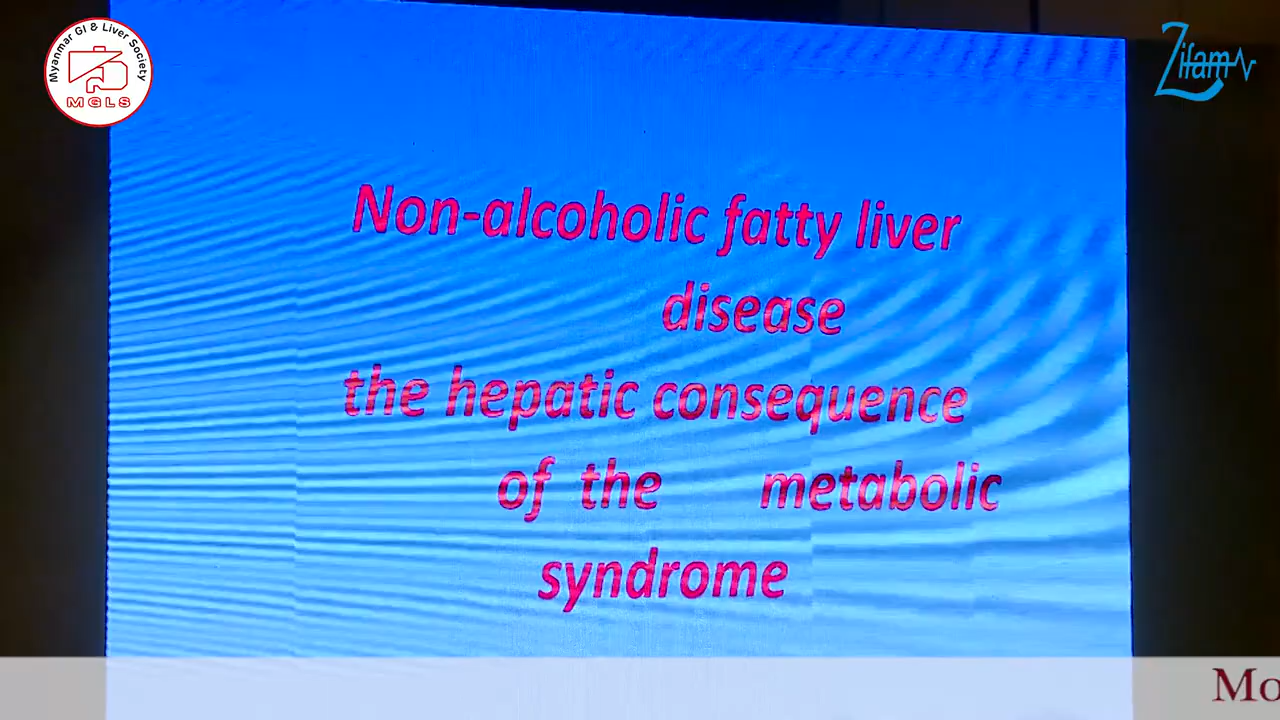 Myanmar GI & Liver Society
MGLS
Zifam
Non-alcoholic fatty liver
disease
the hepatic consequence
of the metabolic
syndrome
Mo